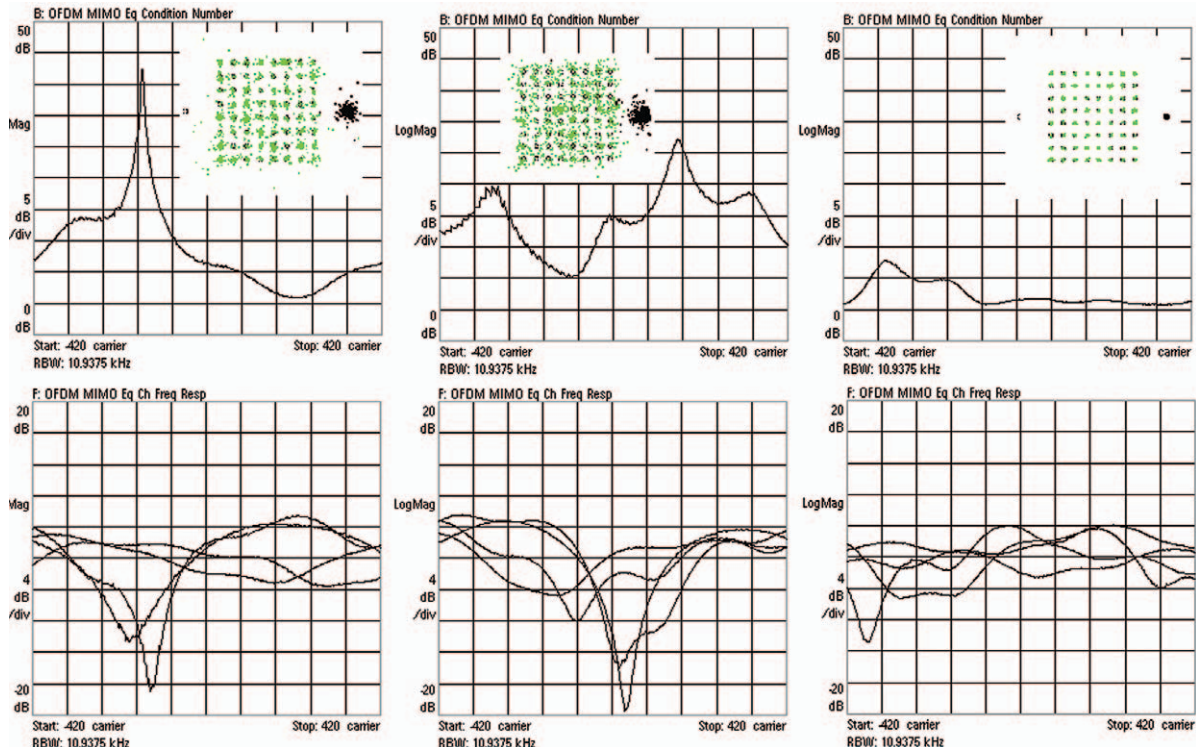 B: OFDM MIMO Eq Condition Number
50
dB
Mag
5
dB
/div
0
dB
Start: -420 carrier Stop: 420 carrier
RBW: 10.9375 kHz
B: OFDM MIMO Eq Condition Number
50
dB
LogMag
5
dB
/div
0
dB
Start: -420 carrier Stop: 420 carrier
RBW: 10.9375 kHz
B: OFDM MIMO Eq Condition Number
50
dB
LogMag
5
dB
/div
0
dB
Start: -420 carrier Stop: 420 carrier
RBW: 10.9375 kHz
F: OFDM MIMO Eq Ch Freq Resp
20
dB
Mag
4
dB
/div
-20
dB
Start: -420 carrier Stop: 420 carrier
RBW: 10.9375 kHz
F: OFDM MIMO Eq Ch Freq Resp
20
dB
LogMag
4
dB
/div
-20
dB
Start: -420 carrier Stop: 420 carrier
RBW: 10.9375 kHz
F: OFDM MIMO Eq Ch Freq Resp
20
dB
LogMag
4
dB
/div
-20
dB
Start: -420 carrier Stop: 420 carrier
RBW: 10.9375 kHz